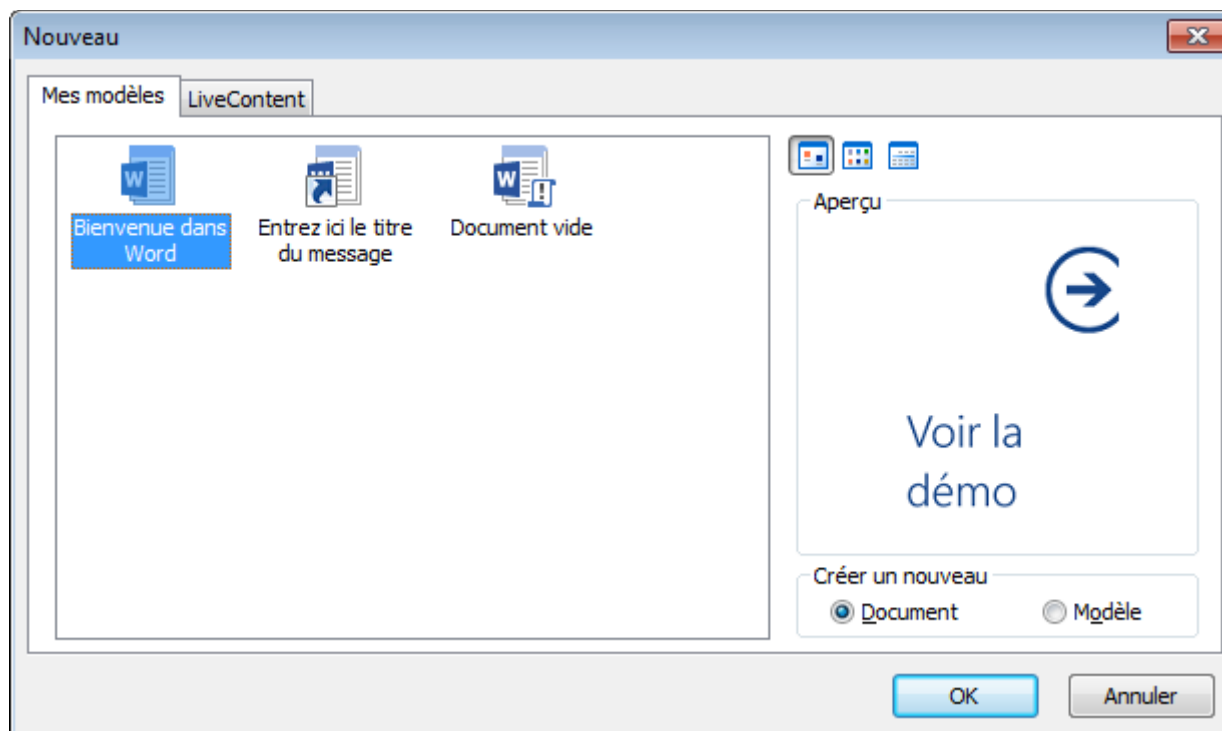 Nouveau
Mes modèles
LiveContent
Bienvenue dans
Word
Entrez ici le titre
du message
Document vide
Aperçu
Voir la
démo
Créer un nouveau
Document
Modèle
OK
Annuler